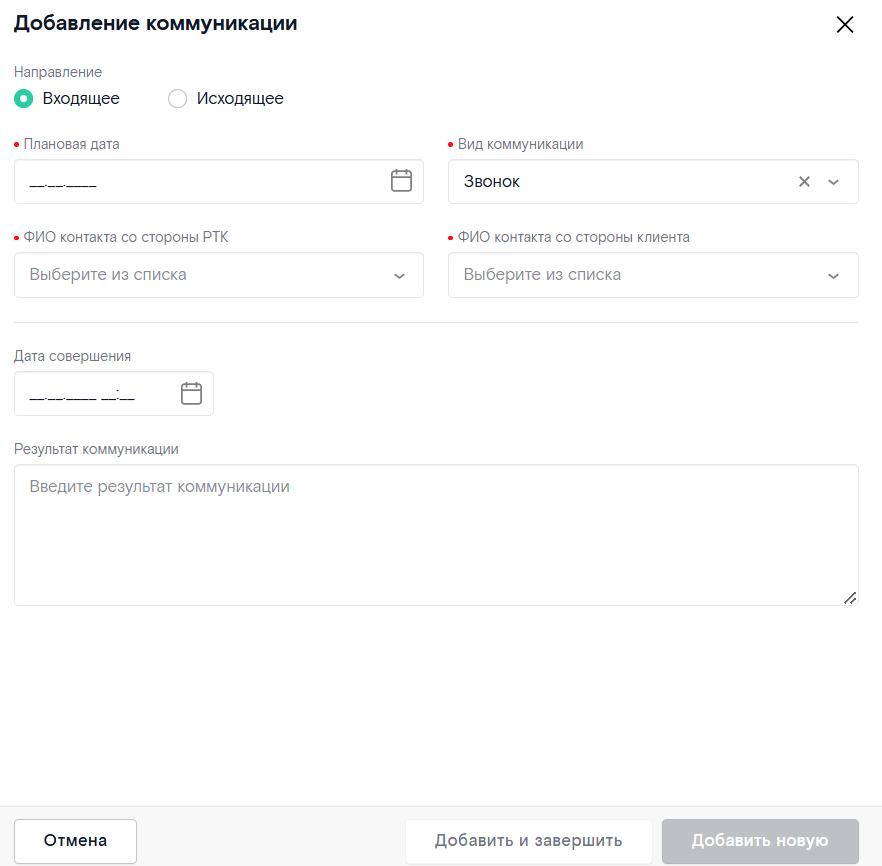 Добавление коммуникации
Направление
Входящее Исходящее
Плановая дата Вид коммуникации
__.__.____ Звонок
ФИО контакта со стороны РТК ФИО контакта со стороны клиента
Выберите из списка Выберите из списка
Дата совершения
__.__.____ __:__
Результат коммуникации
Введите результат коммуникации
Отмена Добавить и завершить Добавить новую